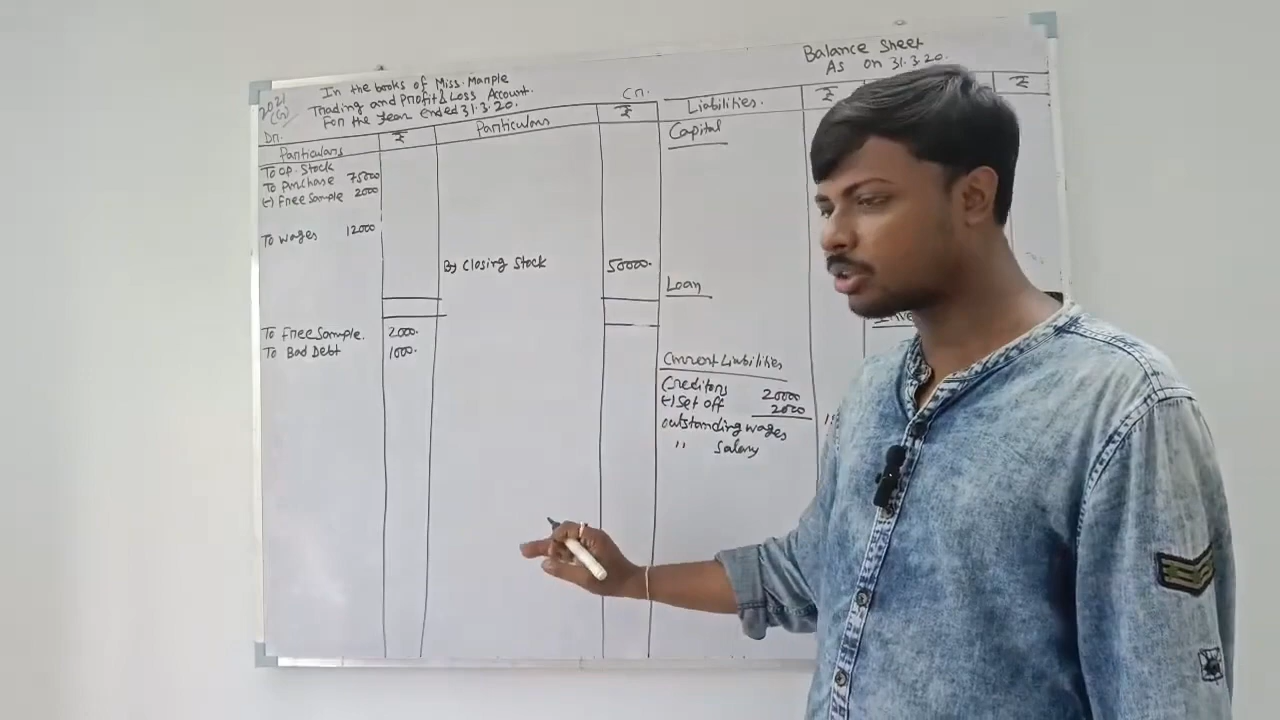 2021
(G)
In the books of Miss. Marple
Trading and Profit & Loss Account.
For the year Ended 31.3.20.
Dr.
Cr.
Particulars ₹ Particulars ₹
To Op. Stock
To Purchase 75000
(-) Free Sample 2000
To wages 12000
By Closing Stock 50000.
To Free Sample. 2000.
To Bad Debt 1000.
Balance Sheet
As on 31.3.20.
Liabilities. ₹ ₹
Capital
Loan
Current Liabilities
Creditors 20000
(-) Set off 2000
outstanding wages
" Salary